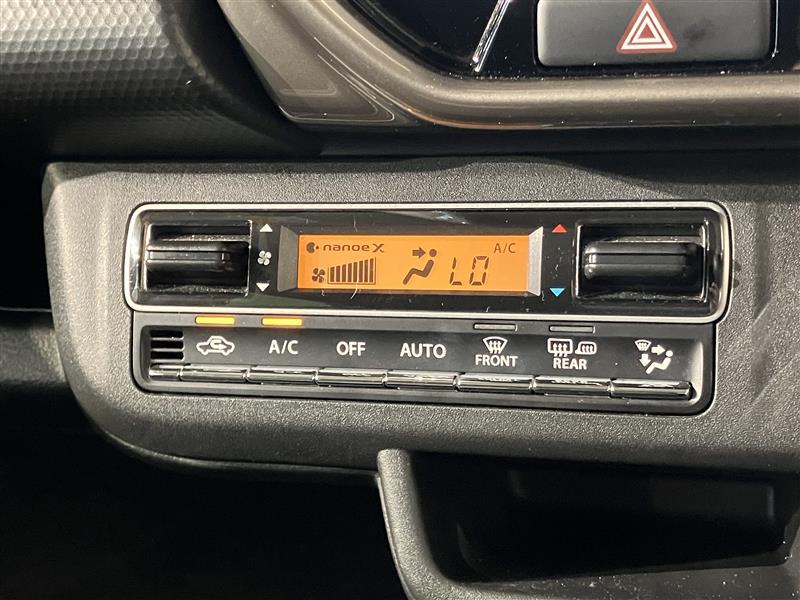 nanoe X A/C
LO
A/C OFF AUTO FRONT REAR